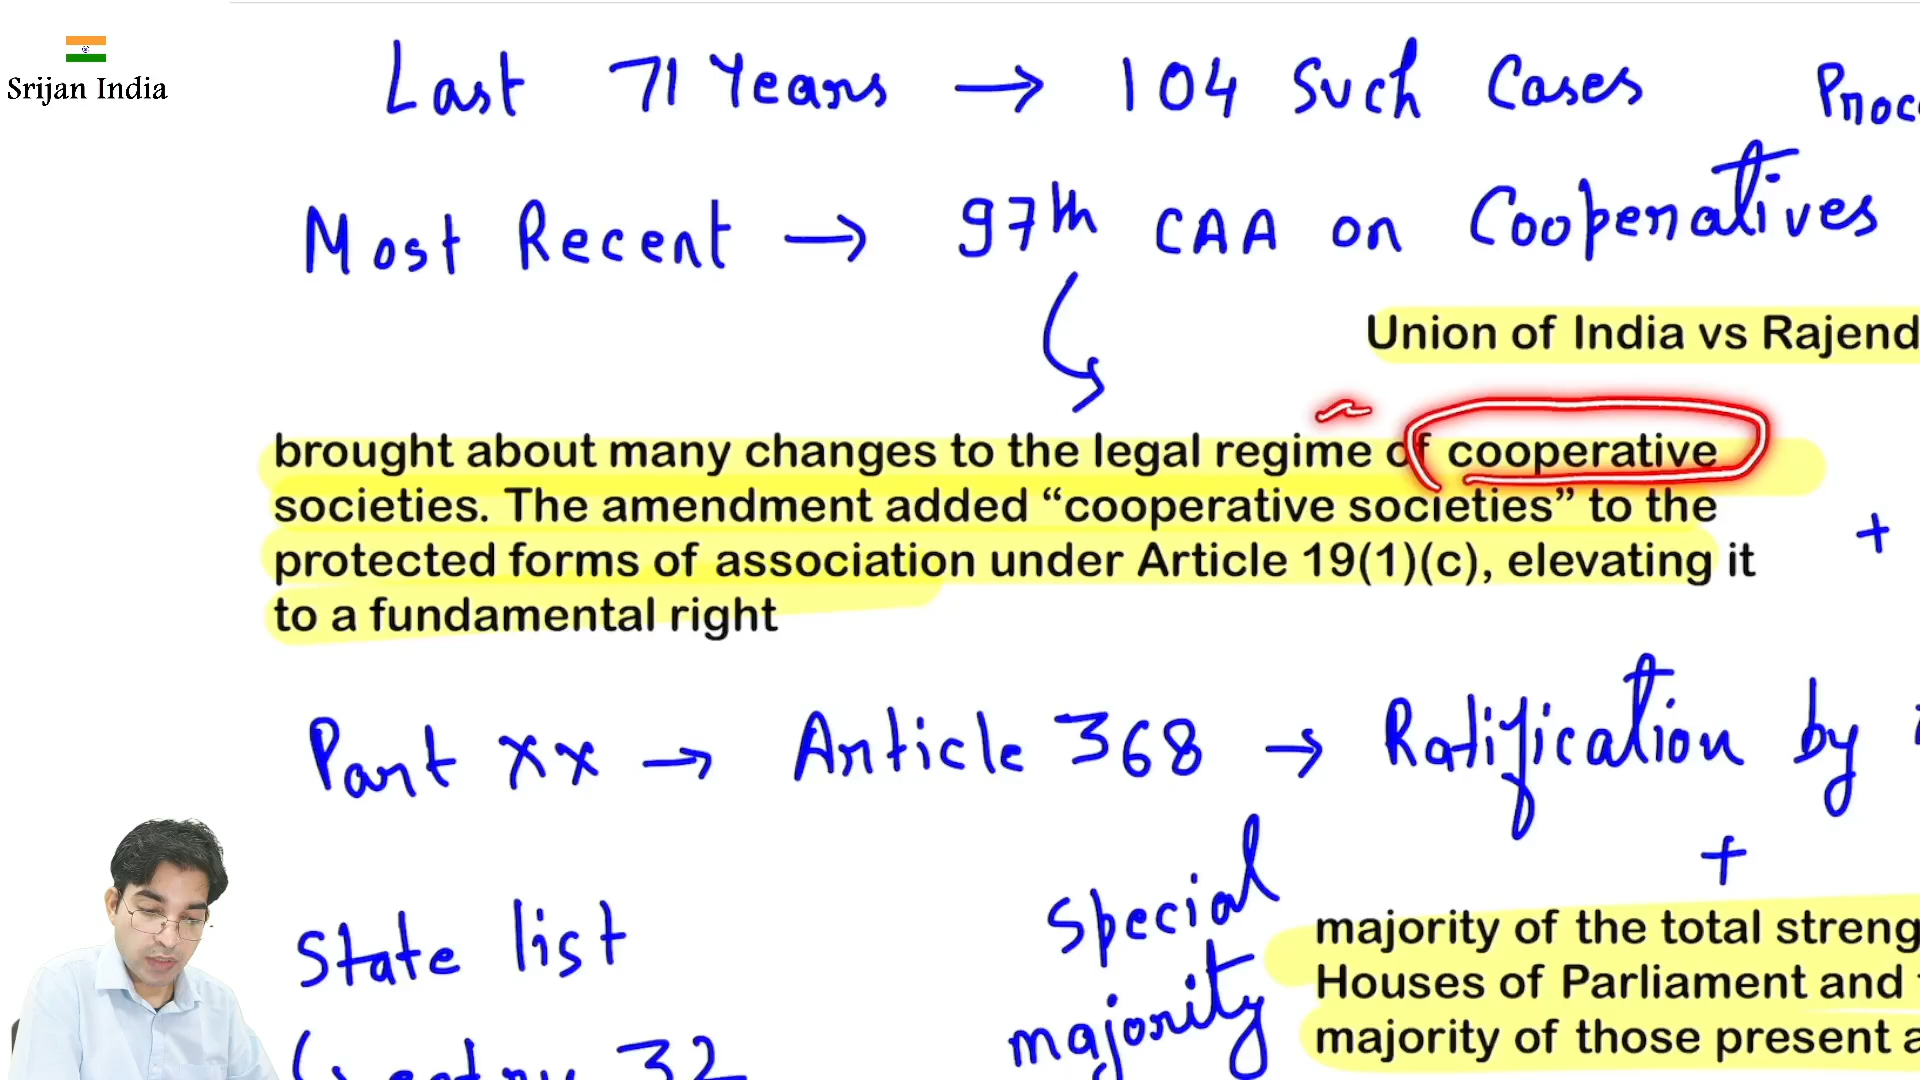 Srijan India
Last 71 Years → 104 Such Cases
Most Recent → 97th CAA on Cooperatives
Union of India vs Rajend
brought about many changes to the legal regime of cooperative
societies. The amendment added “cooperative societies” to the
protected forms of association under Article 19(1)(c), elevating it
to a fundamental right
+
Part XX → Article 368 → Ratification by
+
State list
Special
majority
majority of the total streng
Houses of Parliament and
majority of those present a
entry 32